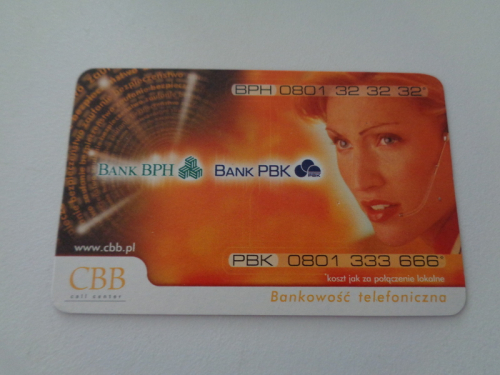 BPH 0801 32 32 32*
BANK BPH
BANK PBK
PBK
www.cbb.pl
PBK 0801 333 666*
*koszt jak za połączenie lokalne
CBB
call center
Bankowość telefoniczna